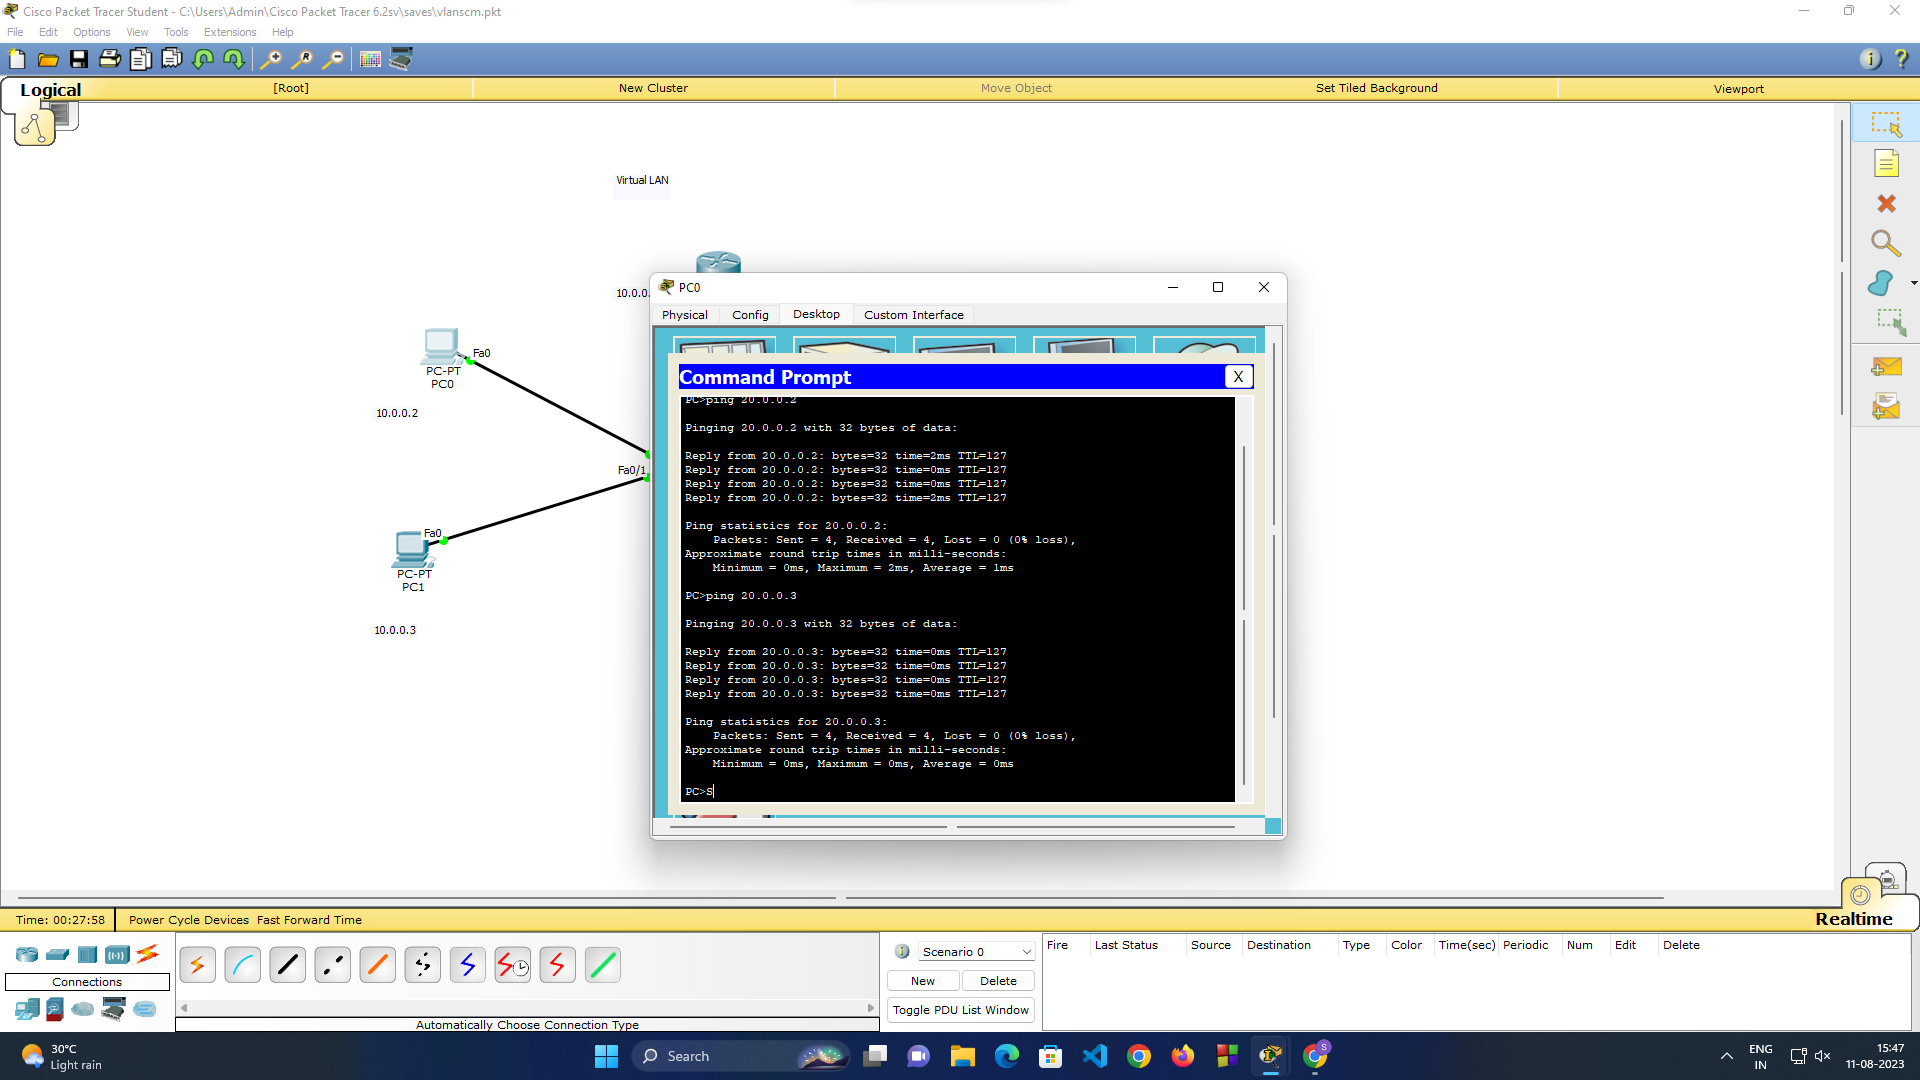 Cisco Packet Tracer Student - C:\Users\Admin\Cisco Packet Tracer 6.2sv\saves\vlanscm.pkt
File Edit Options View Tools Extensions Help
Logical [Root] New Cluster Move Object Set Tiled Background Viewport
Virtual LAN
10.0.0.
Fa0
PC-PT
PC0
10.0.0.2
Fa0/1
Fa0
PC-PT
PC1
10.0.0.3
PC0
Physical Config Desktop Custom Interface
Command Prompt X
PC>ping 20.0.0.2
Pinging 20.0.0.2 with 32 bytes of data:
Reply from 20.0.0.2: bytes=32 time=2ms TTL=127
Reply from 20.0.0.2: bytes=32 time=0ms TTL=127
Reply from 20.0.0.2: bytes=32 time=0ms TTL=127
Reply from 20.0.0.2: bytes=32 time=2ms TTL=127
Ping statistics for 20.0.0.2:
Packets: Sent = 4, Received = 4, Lost = 0 (0% loss),
Approximate round trip times in milli-seconds:
Minimum = 0ms, Maximum = 2ms, Average = 1ms
PC>ping 20.0.0.3
Pinging 20.0.0.3 with 32 bytes of data:
Reply from 20.0.0.3: bytes=32 time=0ms TTL=127
Reply from 20.0.0.3: bytes=32 time=0ms TTL=127
Reply from 20.0.0.3: bytes=32 time=0ms TTL=127
Reply from 20.0.0.3: bytes=32 time=0ms TTL=127
Ping statistics for 20.0.0.3:
Packets: Sent = 4, Received = 4, Lost = 0 (0% loss),
Approximate round trip times in milli-seconds:
Minimum = 0ms, Maximum = 0ms, Average = 0ms
PC>S
Time: 00:27:58 Power Cycle Devices Fast Forward Time Realtime
Connections
Automatically Choose Connection Type
Scenario 0
New Delete
Toggle PDU List Window
Fire Last Status Source Destination Type Color Time(sec) Periodic Num Edit Delete
30°C
Light rain
Search
S
ENG
IN
15:47
11-08-2023